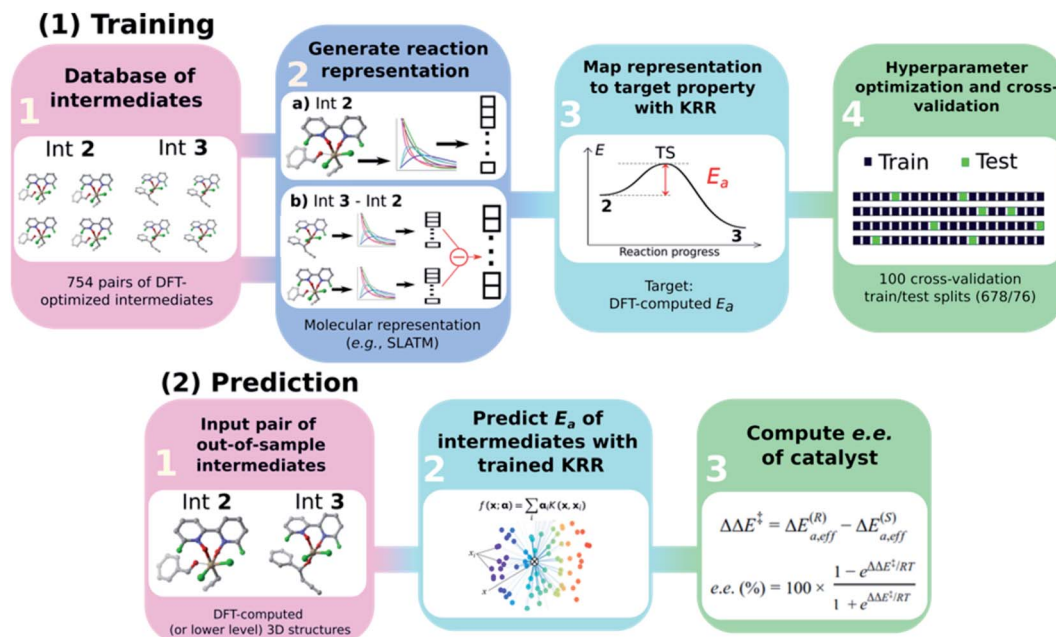 (1) Training
1
Database of
intermediates
Int 2 Int 3
754 pairs of DFT-
optimized intermediates
2
Generate reaction
representation
a) Int 2
b) Int 3 - Int 2
Molecular representation
(e.g., SLATM)
3
Map representation
to target property
with KRR
E
TS
Ea
2
3
Reaction progress
Target:
DFT-computed Ea
4
Hyperparameter
optimization and cross-
validation
Train Test
100 cross-validation
train/test splits (678/76)
(2) Prediction
1
Input pair of
out-of-sample
intermediates
Int 2 Int 3
DFT-computed
(or lower level) 3D structures
2
Predict Ea of
intermediates with
trained KRR
f(x;α) = ∑ αiK(x, xi)
i
xi
x
3
Compute e.e.
of catalyst
ΔΔE‡ = ΔE(R)a,eff − ΔE(S)a,eff
e.e. (%) = 100 × (1 − eΔΔE‡/RT) / (1 + eΔΔE‡/RT)